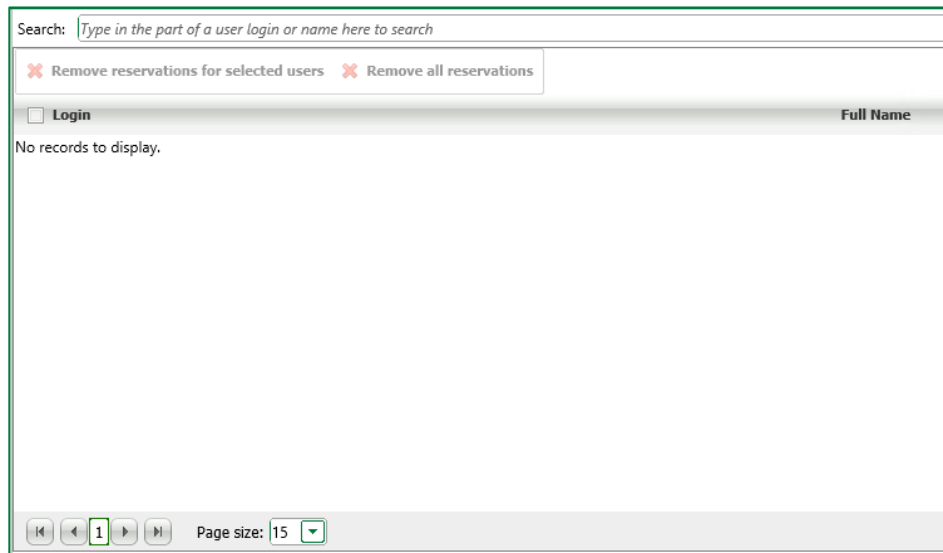 Search: Type in the part of a user login or name here to search
Remove reservations for selected users Remove all reservations
Login Full Name
No records to display.
1 Page size: 15